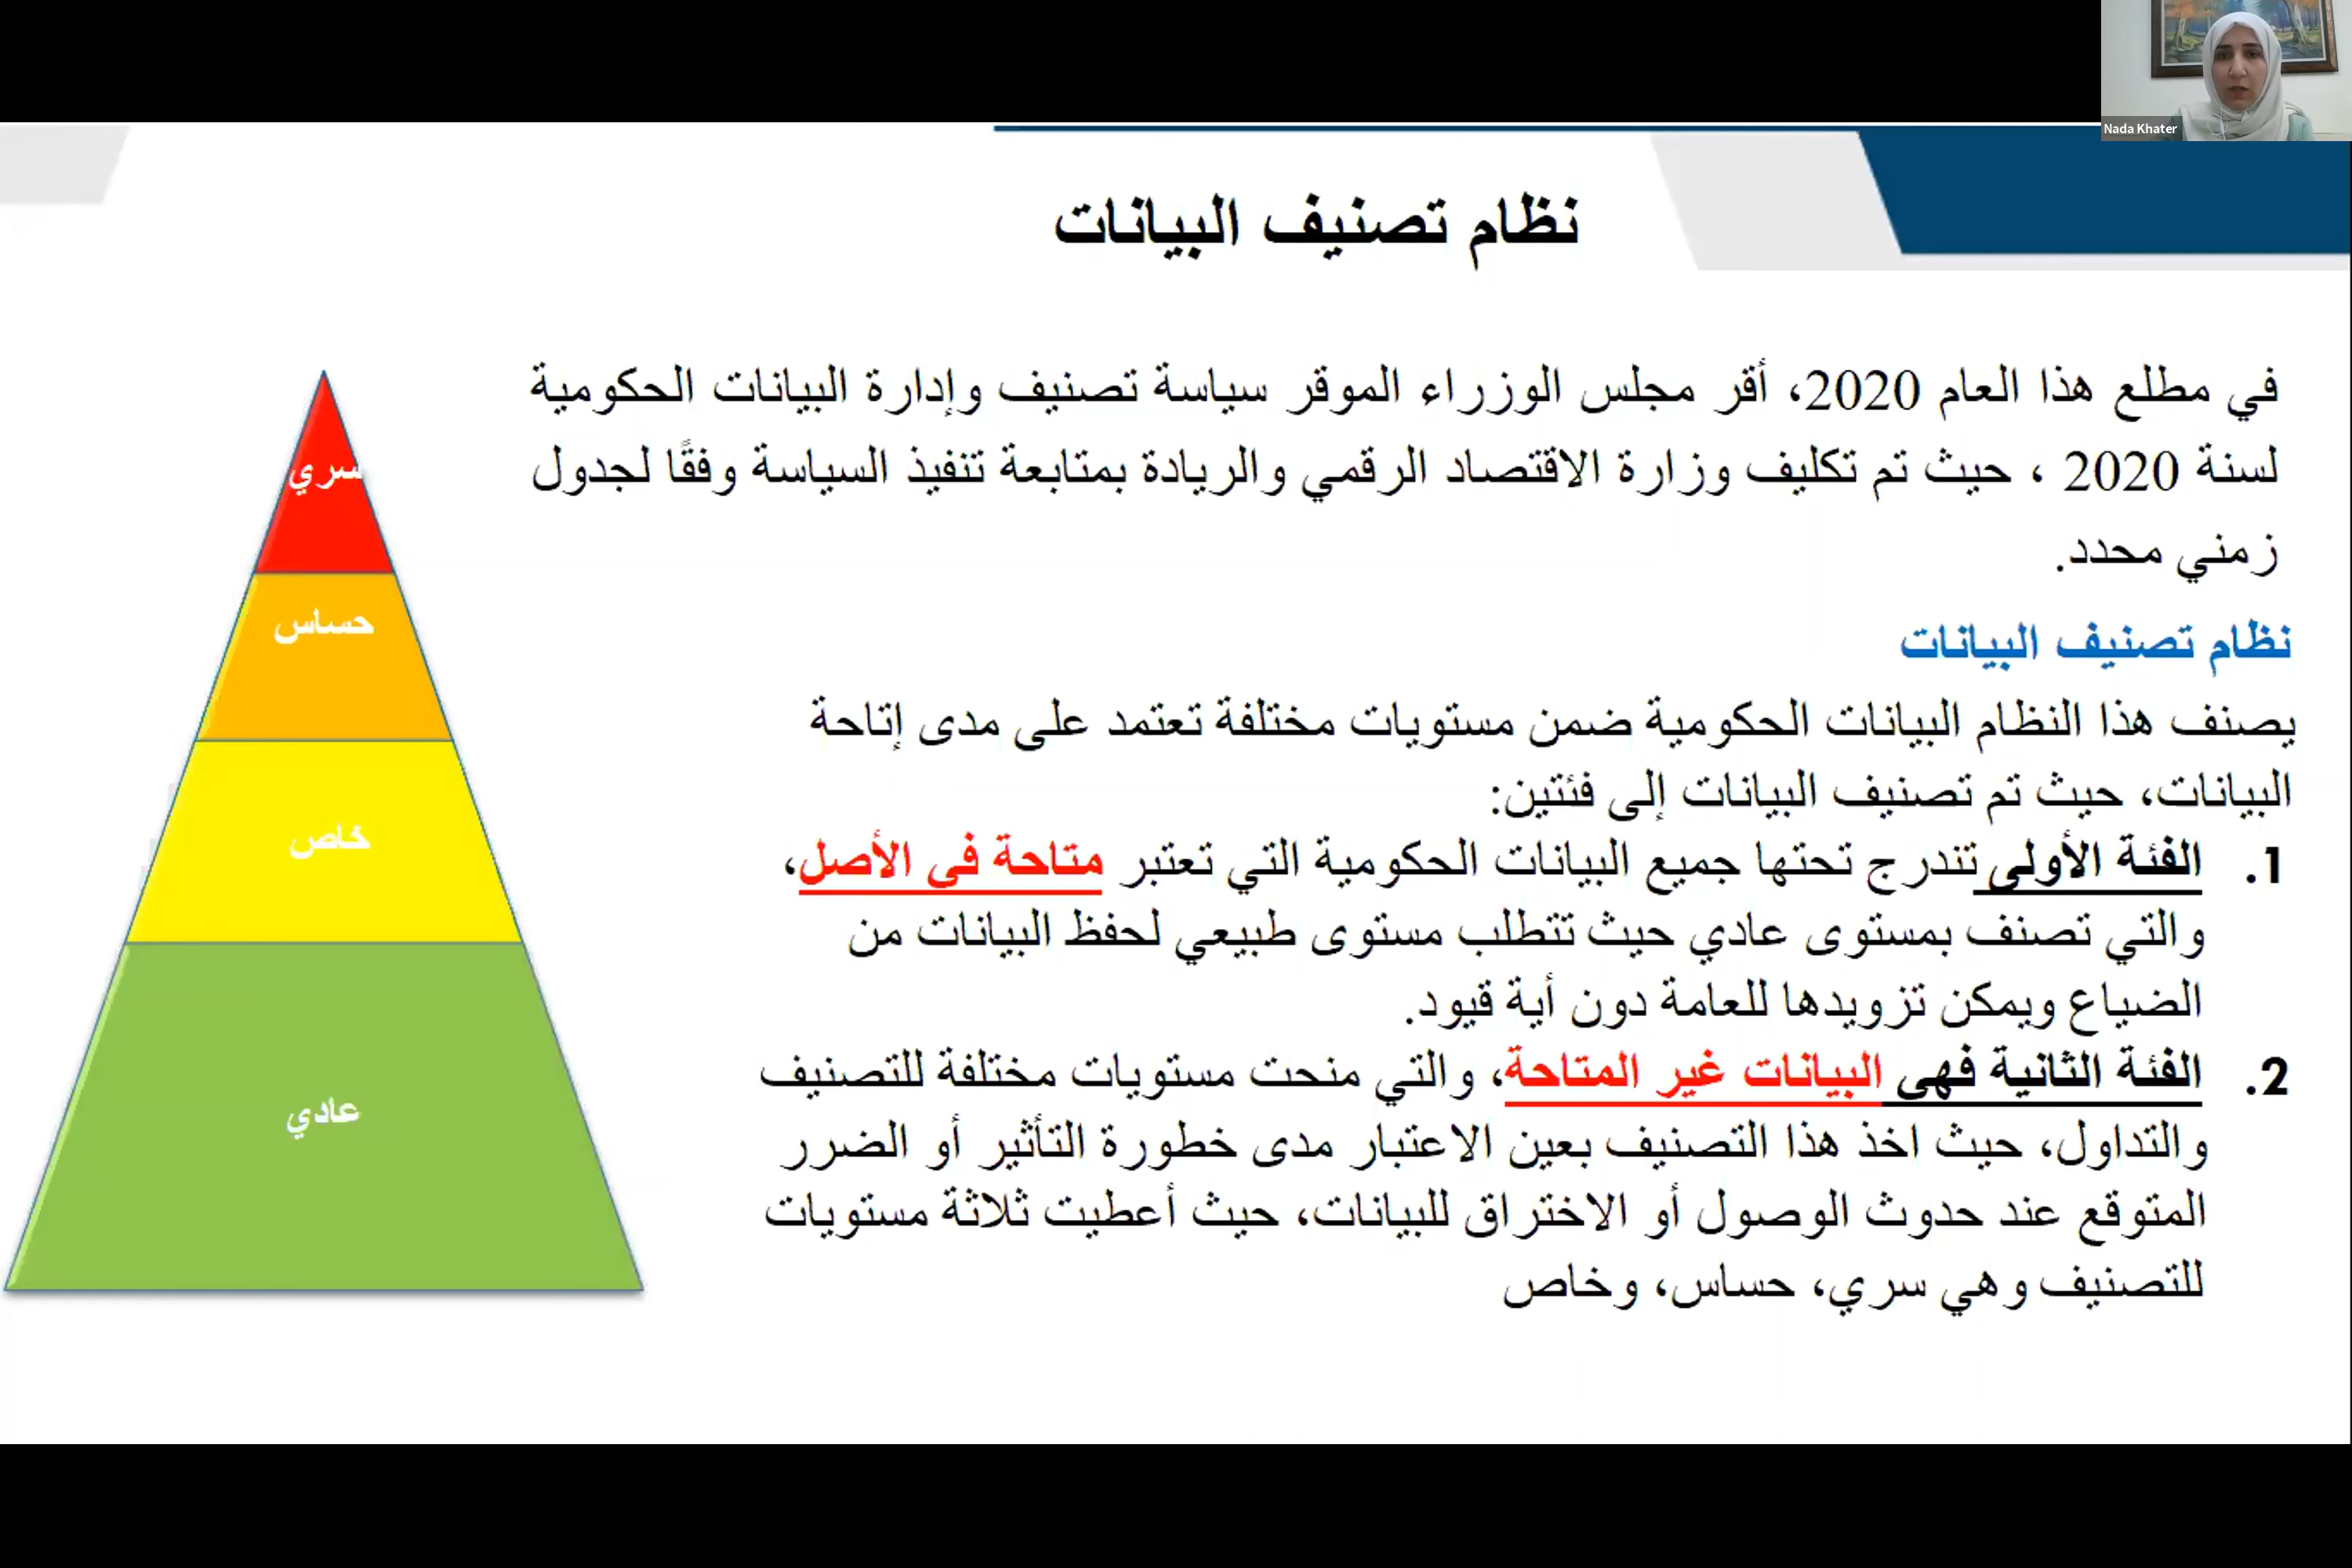 Nada Khater
نظام تصنيف البيانات
في مطلع هذا العام 2020، أقر مجلس الوزراء الموقر سياسة تصنيف وإدارة البيانات الحكومية
لسنة 2020 ، حيث تم تكليف وزارة الاقتصاد الرقمي والريادة بمتابعة تنفيذ السياسة وفقًا لجدول
زمني محدد.
نظام تصنيف البيانات
يصنف هذا النظام البيانات الحكومية ضمن مستويات مختلفة تعتمد على مدى إتاحة
البيانات، حيث تم تصنيف البيانات إلى فئتين:
1. الفئة الأولى تندرج تحتها جميع البيانات الحكومية التي تعتبر متاحة في الأصل،
والتي تصنف بمستوى عادي حيث تتطلب مستوى طبيعي لحفظ البيانات من
الضياع ويمكن تزويدها للعامة دون أية قيود.
2. الفئة الثانية فهي البيانات غير المتاحة، والتي منحت مستويات مختلفة للتصنيف
والتداول، حيث اخذ هذا التصنيف بعين الاعتبار مدى خطورة التأثير أو الضرر
المتوقع عند حدوث الوصول أو الاختراق للبيانات، حيث أعطيت ثلاثة مستويات
للتصنيف وهي سري، حساس، وخاص
سري
حساس
خاص
عادي